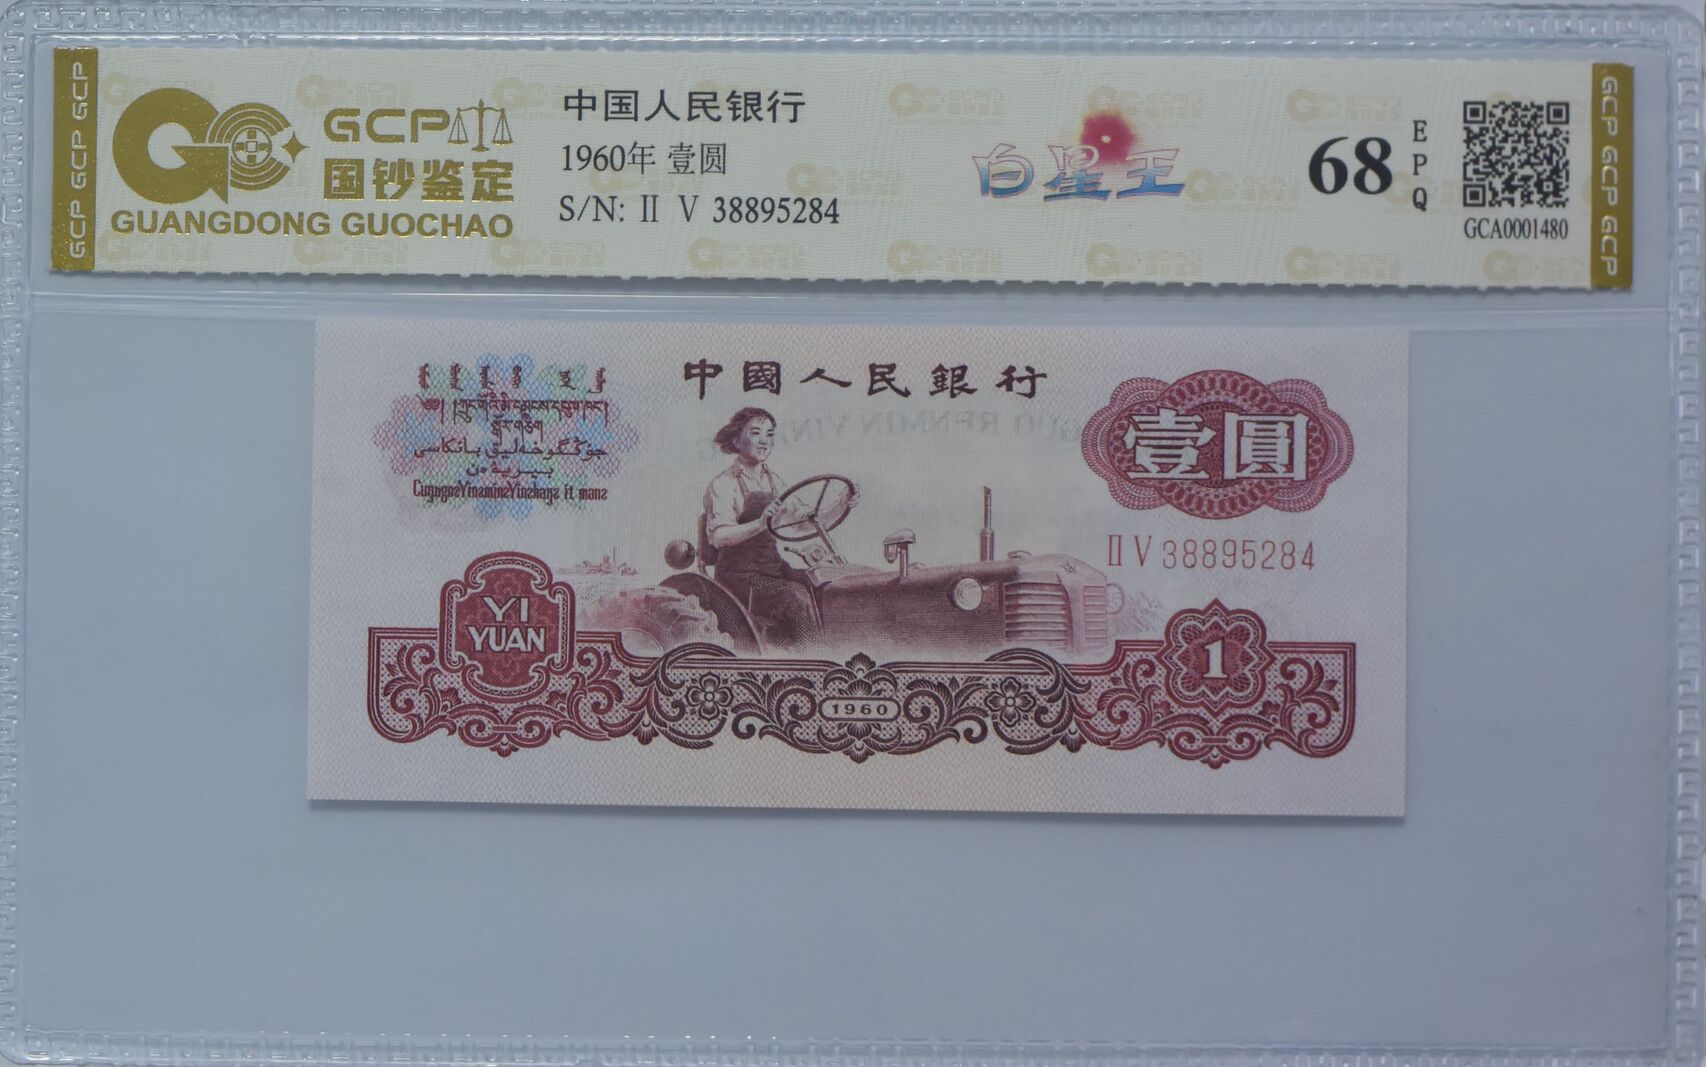 GCP GCP GCP
GCP
国钞鉴定
GUANGDONG GUOCHAO
中国人民银行
1960年 壹圆
S/N: II V 38895284
白星王
68
EPQ
GCA0001480
GCP GCP GCP
中國人民銀行
壹圓
II V 38895284
YI
YUAN
1960
1